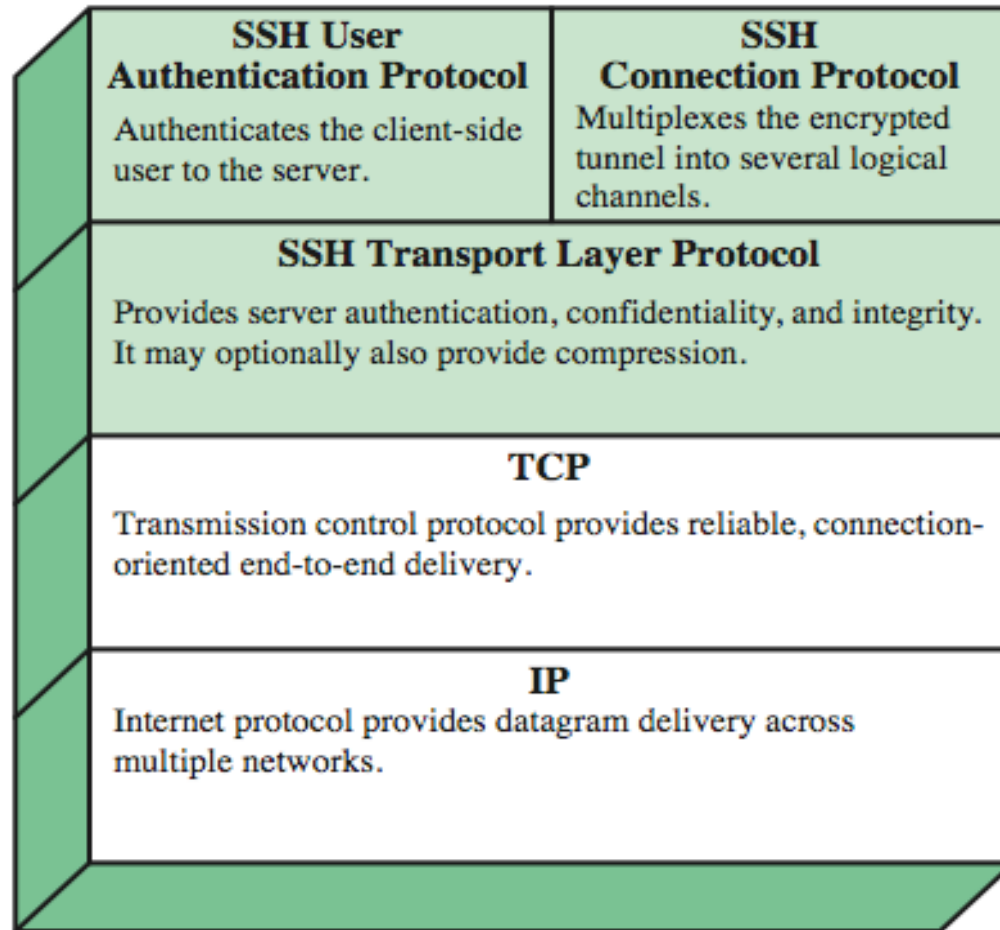 SSH User
Authentication Protocol
Authenticates the client-side
user to the server.
SSH
Connection Protocol
Multiplexes the encrypted
tunnel into several logical
channels.
SSH Transport Layer Protocol
Provides server authentication, confidentiality, and integrity.
It may optionally also provide compression.
TCP
Transmission control protocol provides reliable, connection-
oriented end-to-end delivery.
IP
Internet protocol provides datagram delivery across
multiple networks.